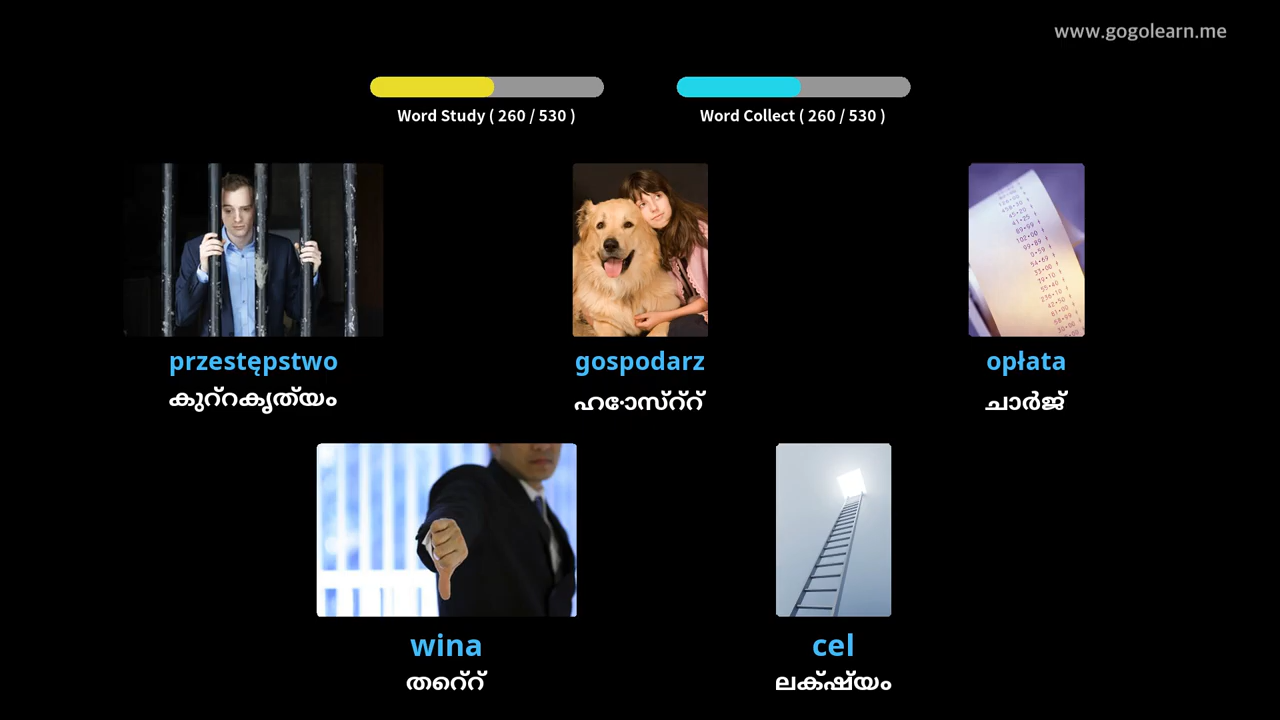 www.gogolearn.me
Word Study ( 260 / 530 )
Word Collect ( 260 / 530 )
przestępstwo
gospodarz
opłata
കുറ്റകൃത്യം
ഹോസ്റ്റ്
ചാർജ്
wina
cel
തെറ്റ്
ലക്ഷ്യം